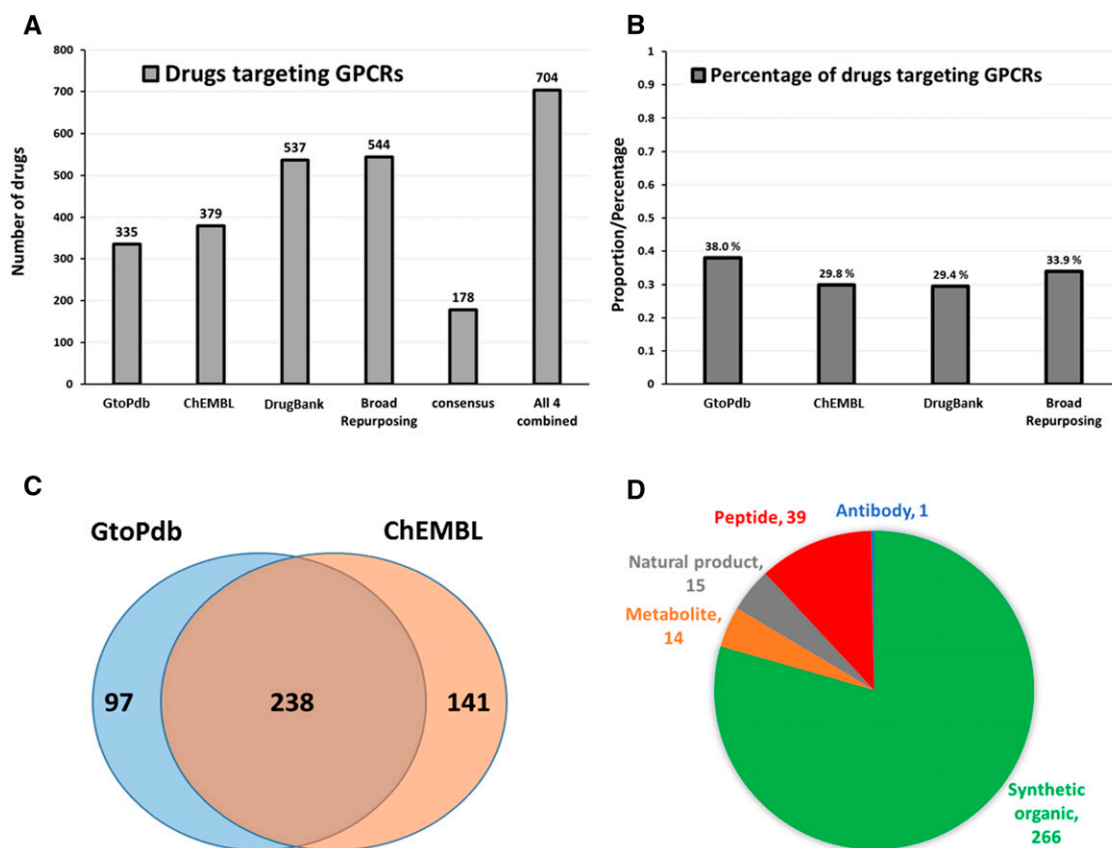 A
Drugs targeting GPCRs
Number of drugs
800
700
600
500
400
300
200
100
0
335
379
537
544
178
704
GtoPdb
ChEMBL
DrugBank
Broad
Repurposing
consensus
All 4
combined
B
Percentage of drugs targeting GPCRs
Proportion/Percentage
1
0.9
0.8
0.7
0.6
0.5
0.4
0.3
0.2
0.1
0
38.0 %
29.8 %
29.4 %
33.9 %
GtoPdb
ChEMBL
DrugBank
Broad
Repurposing
C
GtoPdb
ChEMBL
97
238
141
D
Peptide, 39
Antibody, 1
Natural product,
15
Metabolite,
14
Synthetic
organic,
266